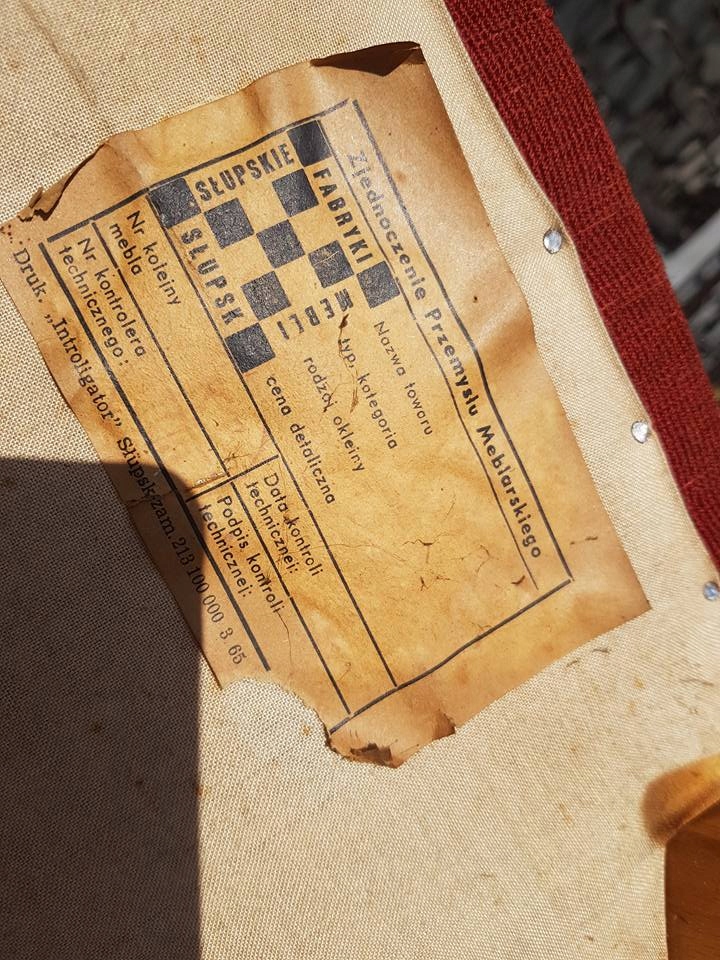 Zjednoczenie Przemysłu Meblarskiego
SŁUPSKIE
FABRYKI
MEBLI
SŁUPSK
Nazwa towaru
typ, kategoria
rodzaj okleiny
cena detaliczna
Nr kolejny
mebla
Nr kontrolera
technicznego:
Data kontroli
technicznej:
Podpis kontroli
technicznej:
Druk. „Introligator” Słupsk zam. 213 100 000 3. 65